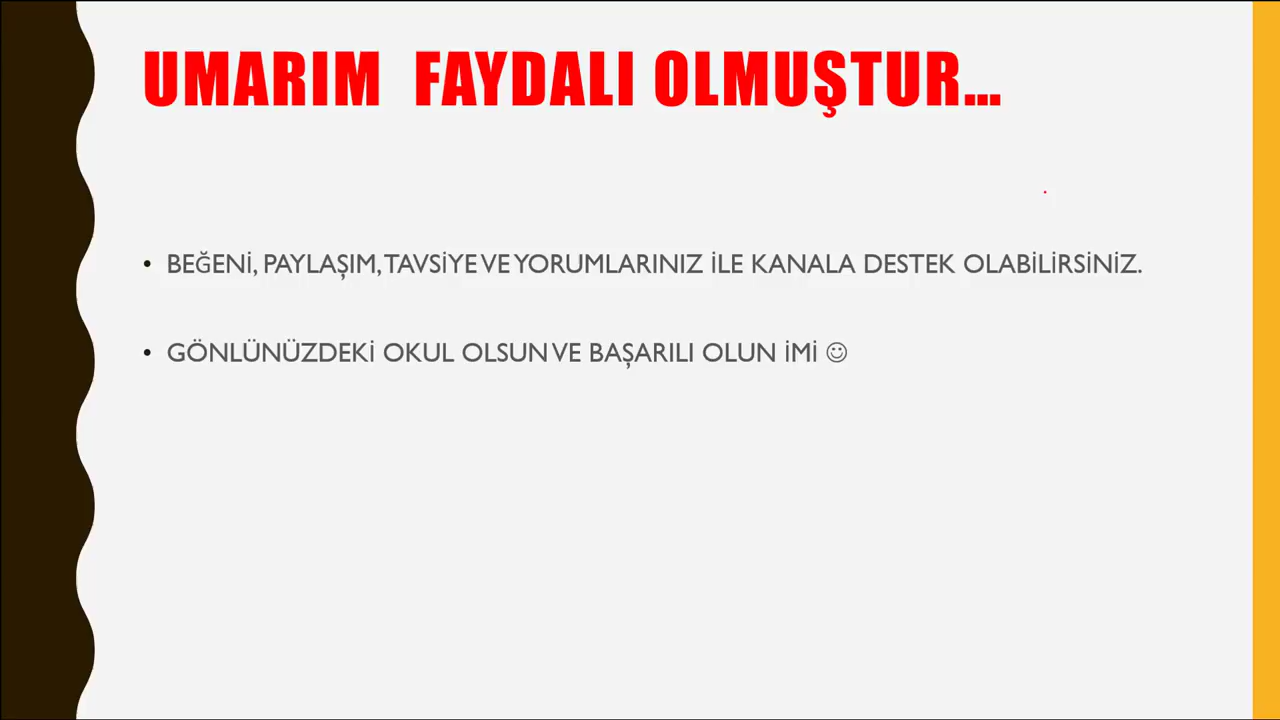 UMARIM FAYDALI OLMUŞTUR...
• BEĞENİ, PAYLAŞIM, TAVSİYE VE YORUMLARINIZ İLE KANALA DESTEK OLABİLİRSİNİZ.
• GÖNLÜNÜZDEKİ OKUL OLSUN VE BAŞARILI OLUN İMİ ☺